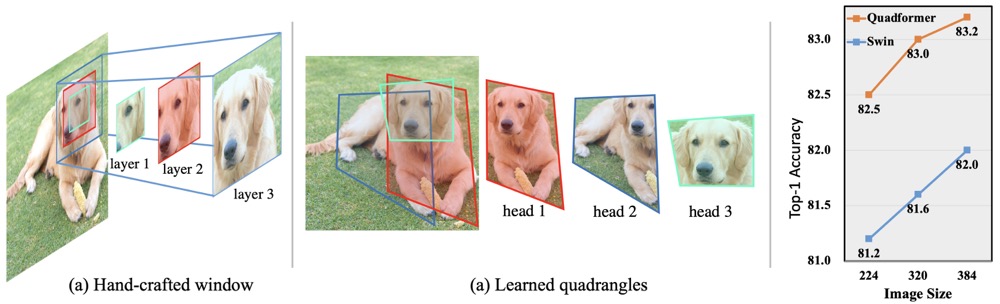 layer 1
layer 2
layer 3
(a) Hand-crafted window
head 1
head 2
head 3
(a) Learned quadrangles
Quadformer
Swin
83.0
82.5
82.0
81.5
81.0
Top-1 Accuracy
82.5
83.0
83.2
81.2
81.6
82.0
224
320
384
Image Size